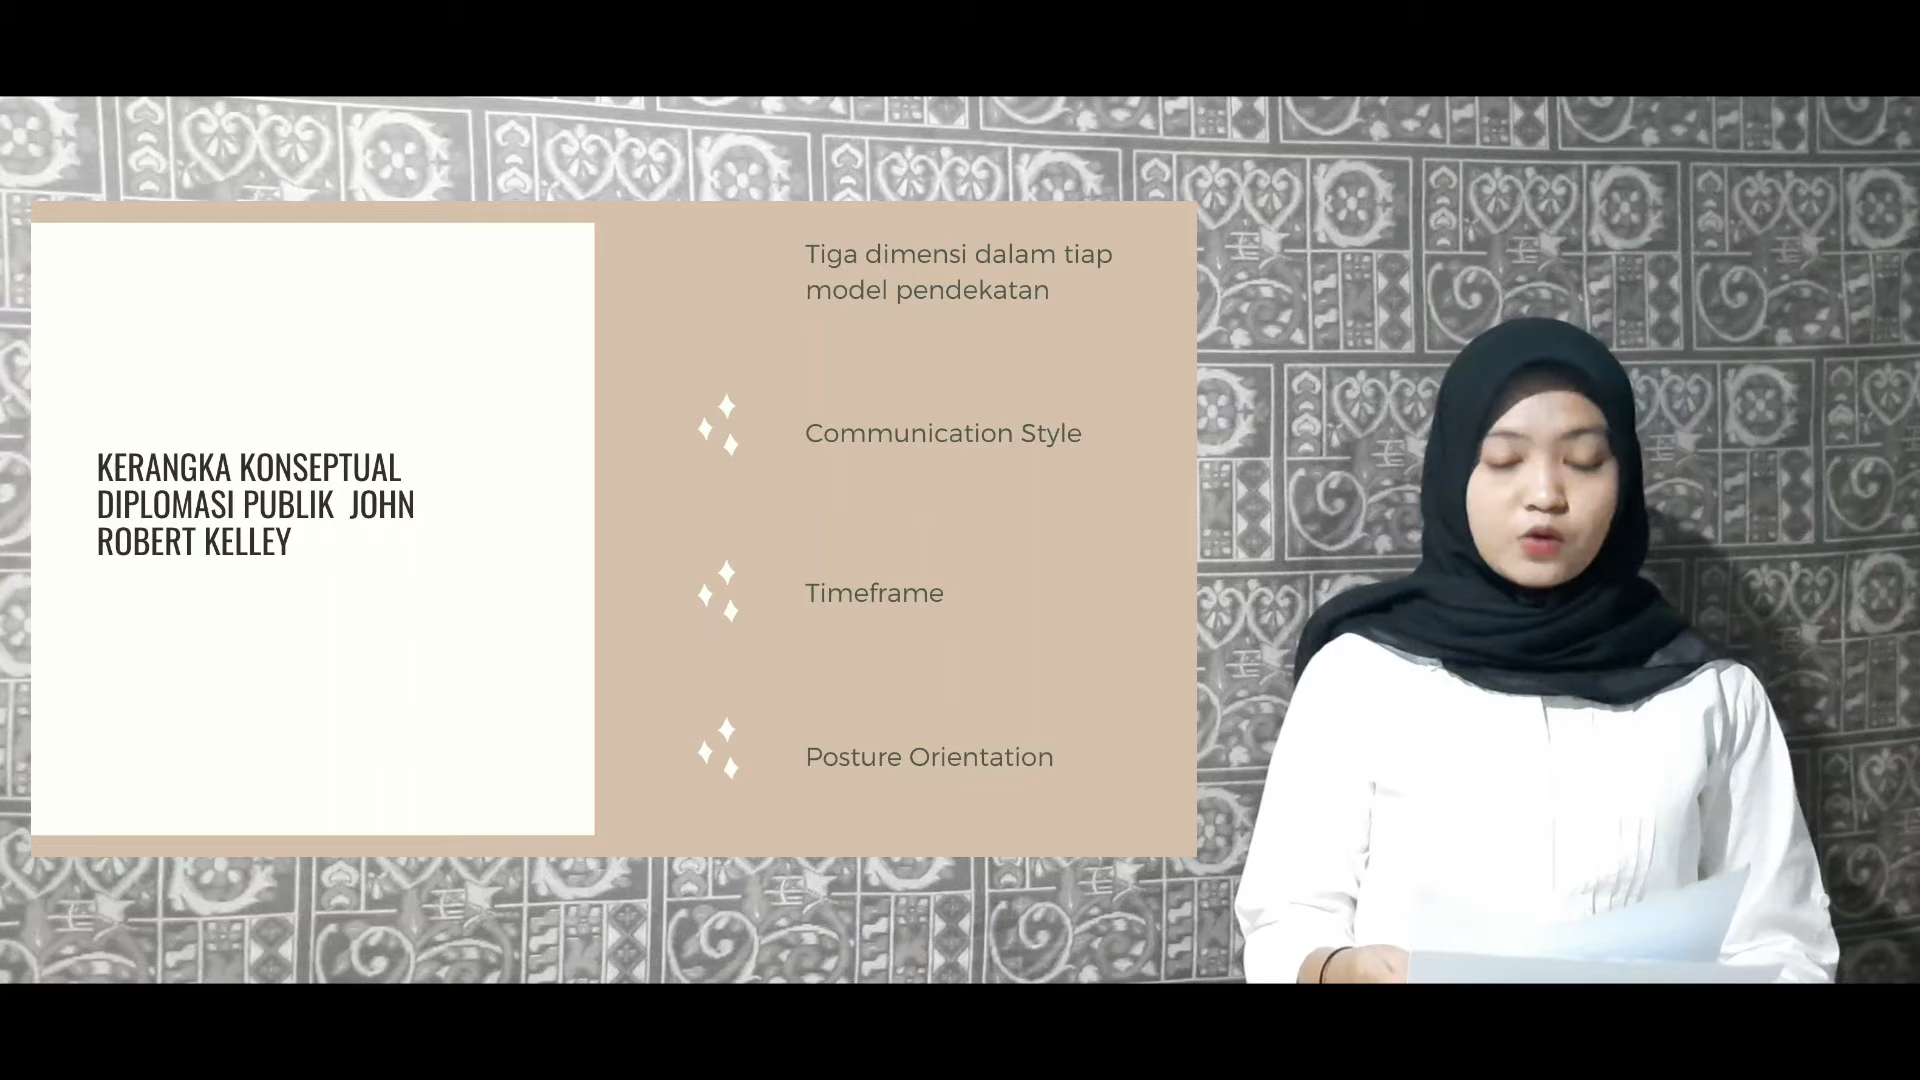 KERANGKA KONSEPTUAL
DIPLOMASI PUBLIK JOHN
ROBERT KELLEY
Tiga dimensi dalam tiap
model pendekatan
Communication Style
Timeframe
Posture Orientation